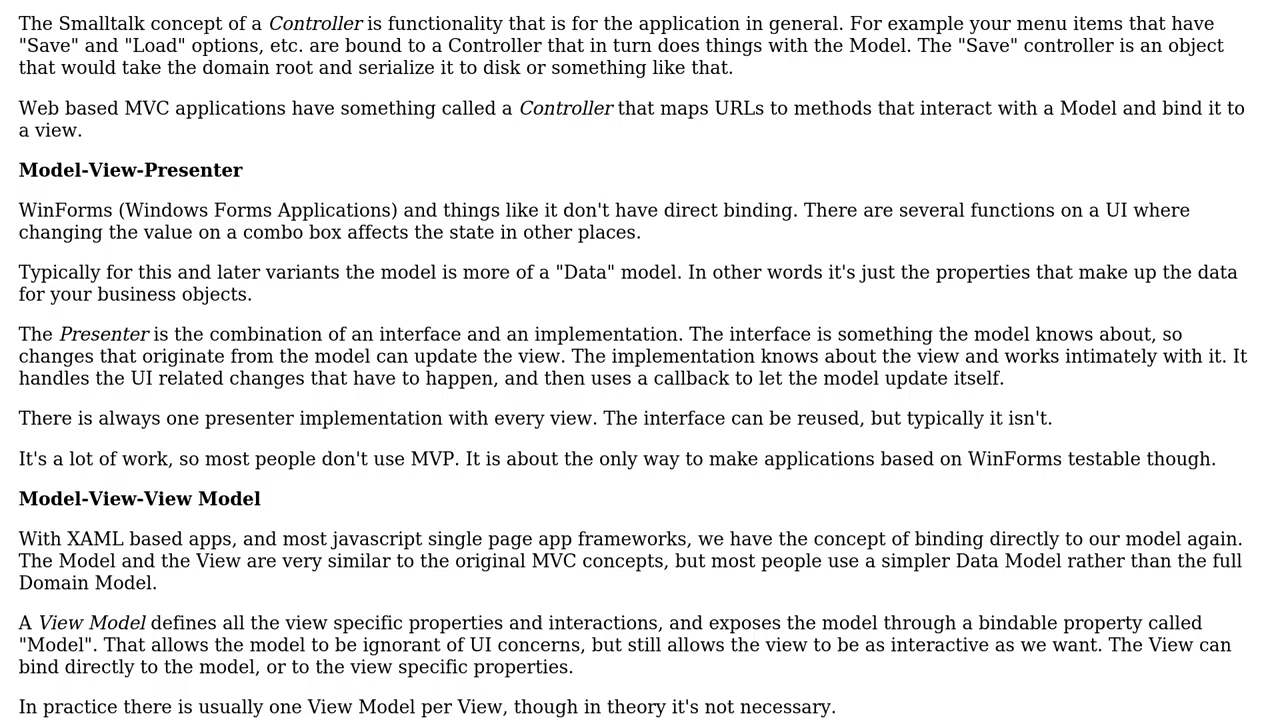 The Smalltalk concept of a Controller is functionality that is for the application in general. For example your menu items that have
"Save" and "Load" options, etc. are bound to a Controller that in turn does things with the Model. The "Save" controller is an object
that would take the domain root and serialize it to disk or something like that.
Web based MVC applications have something called a Controller that maps URLs to methods that interact with a Model and bind it to
a view.
Model-View-Presenter
WinForms (Windows Forms Applications) and things like it don't have direct binding. There are several functions on a UI where
changing the value on a combo box affects the state in other places.
Typically for this and later variants the model is more of a "Data" model. In other words it's just the properties that make up the data
for your business objects.
The Presenter is the combination of an interface and an implementation. The interface is something the model knows about, so
changes that originate from the model can update the view. The implementation knows about the view and works intimately with it. It
handles the UI related changes that have to happen, and then uses a callback to let the model update itself.
There is always one presenter implementation with every view. The interface can be reused, but typically it isn't.
It's a lot of work, so most people don't use MVP. It is about the only way to make applications based on WinForms testable though.
Model-View-View Model
With XAML based apps, and most javascript single page app frameworks, we have the concept of binding directly to our model again.
The Model and the View are very similar to the original MVC concepts, but most people use a simpler Data Model rather than the full
Domain Model.
A View Model defines all the view specific properties and interactions, and exposes the model through a bindable property called
"Model". That allows the model to be ignorant of UI concerns, but still allows the view to be as interactive as we want. The View can
bind directly to the model, or to the view specific properties.
In practice there is usually one View Model per View, though in theory it's not necessary.